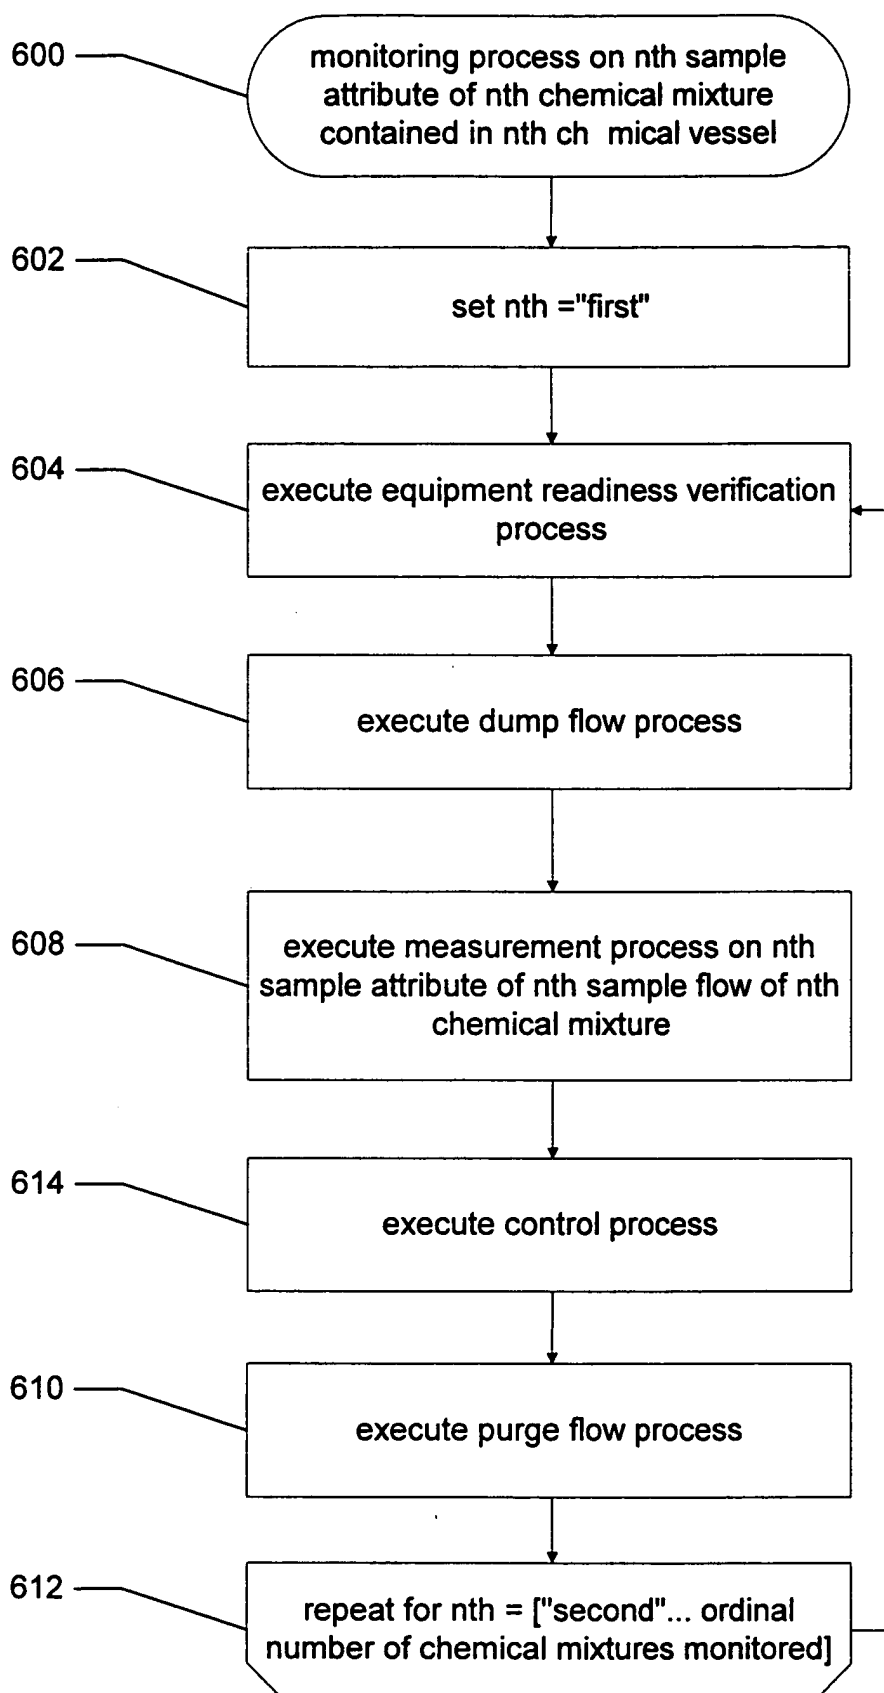 600
monitoring process on nth sample
attribute of nth chemical mixture
contained in nth ch mical vessel
602
set nth ="first"
604
execute equipment readiness verification
process
606
execute dump flow process
608
execute measurement process on nth
sample attribute of nth sample flow of nth
chemical mixture
614
execute control process
610
execute purge flow process
612
repeat for nth = ["second"... ordinal
number of chemical mixtures monitored]